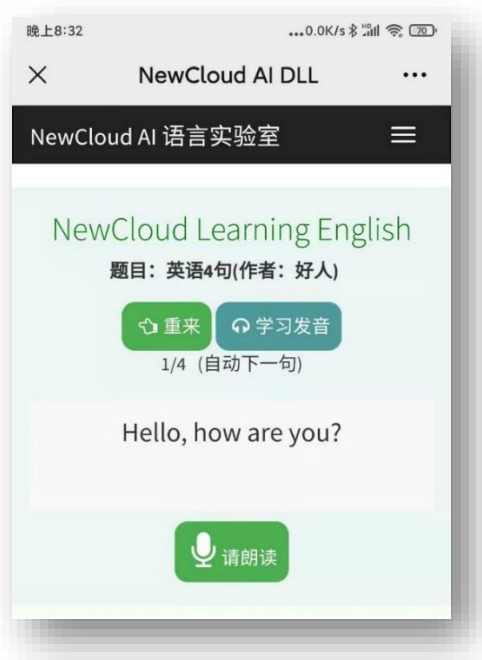 晚上8:32 ...0.0K/s HD 70
NewCloud AI DLL
NewCloud AI 语言实验室
NewCloud Learning English
题目：英语4句(作者：好人)
重来 学习发音
1/4 (自动下一句)
Hello, how are you?
请朗读